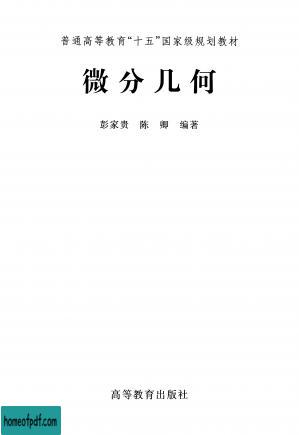 普通高等教育“十五”国家级规划教材
微分几何
彭家贵 陈 卿 编著
高等教育出版社
homeofpdf.com